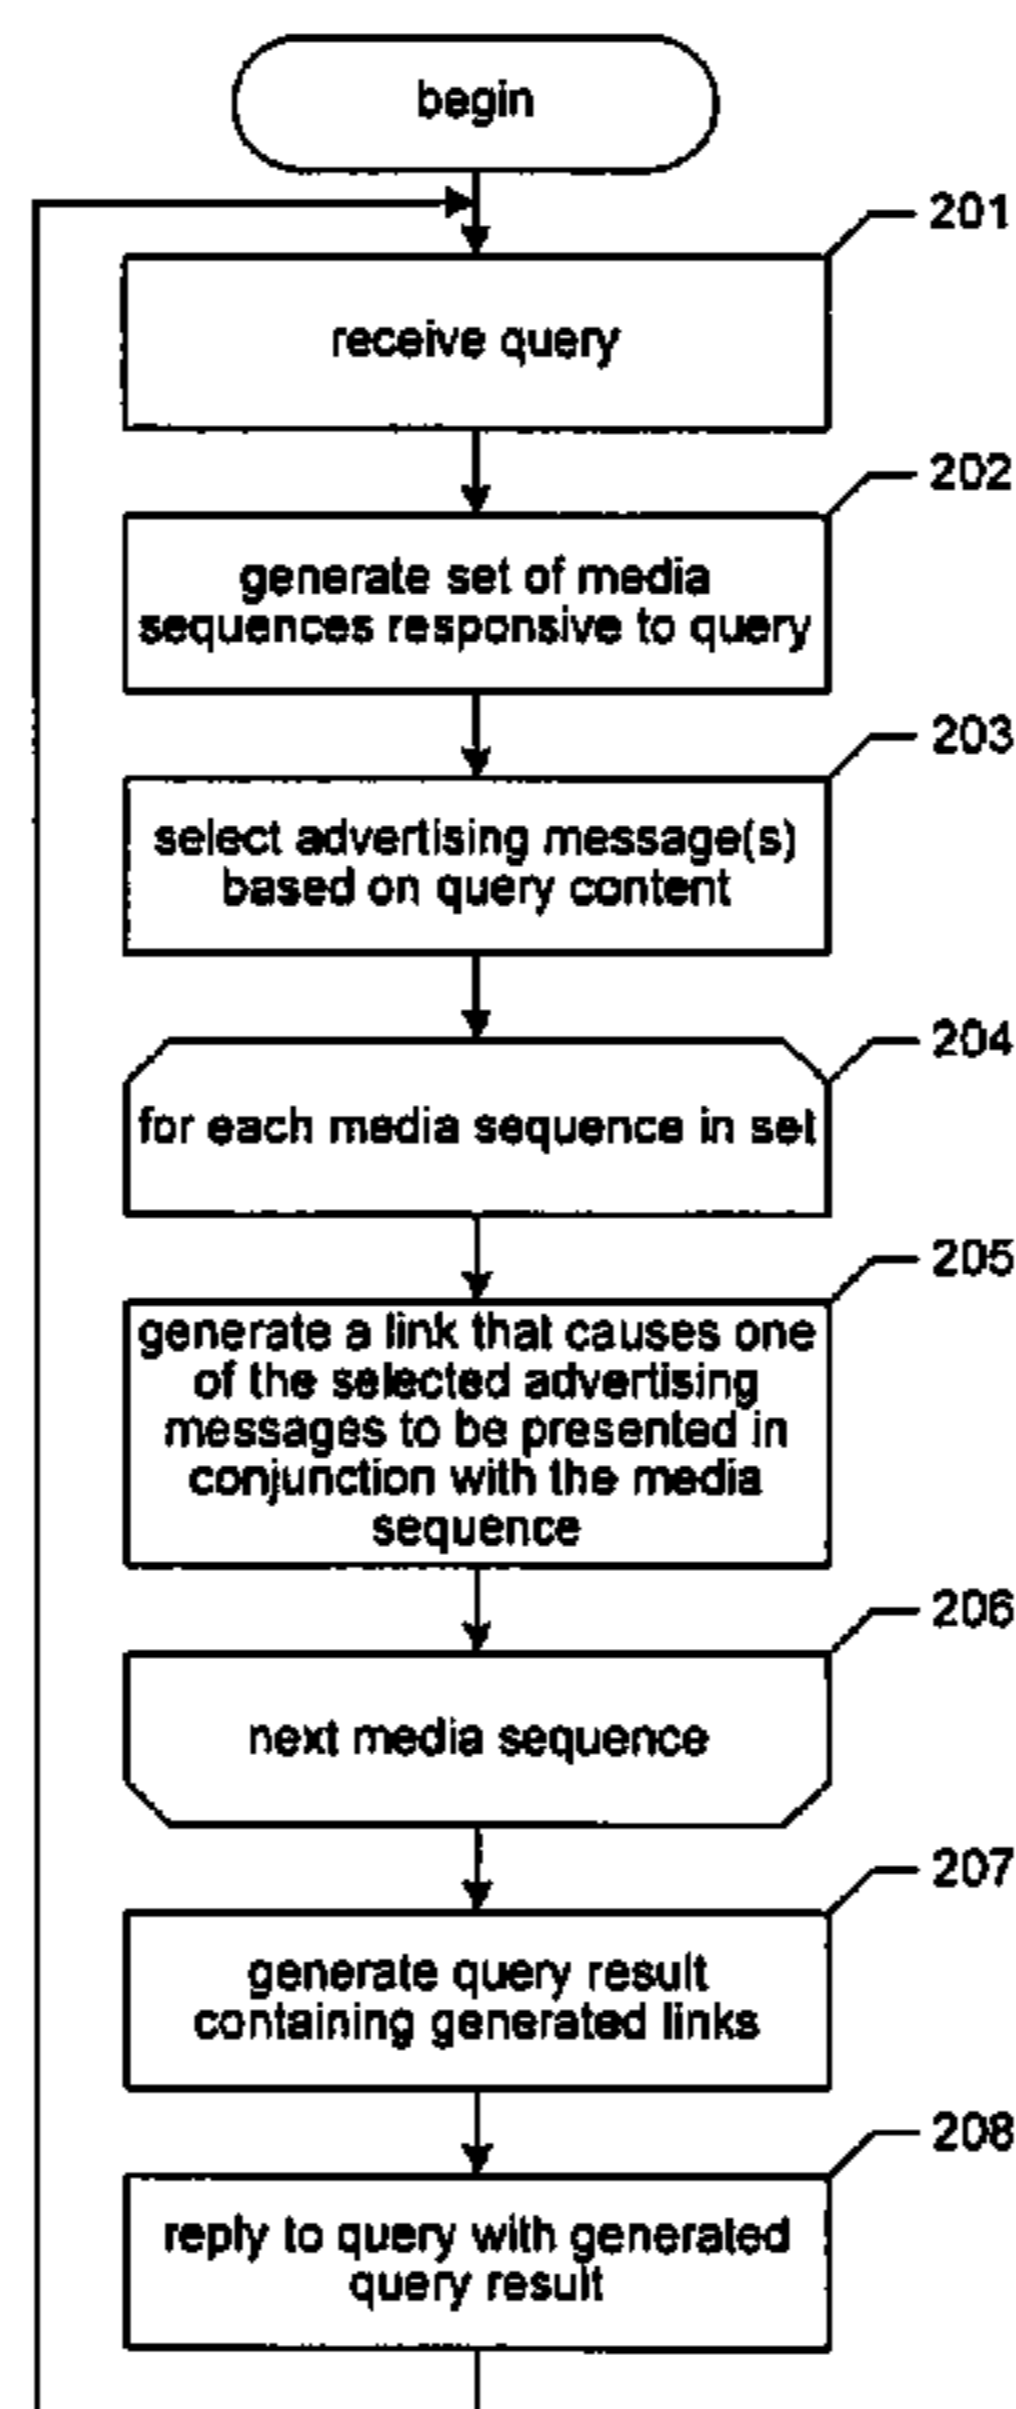 begin
201
receive query
202
generate set of media
sequences responsive to query
203
select advertising message(s)
based on query content
204
for each media sequence in set
205
generate a link that causes one
of the selected advertising
messages to be presented in
conjunction with the media
sequence
206
next media sequence
207
generate query result
containing generated links
208
reply to query with generated
query result